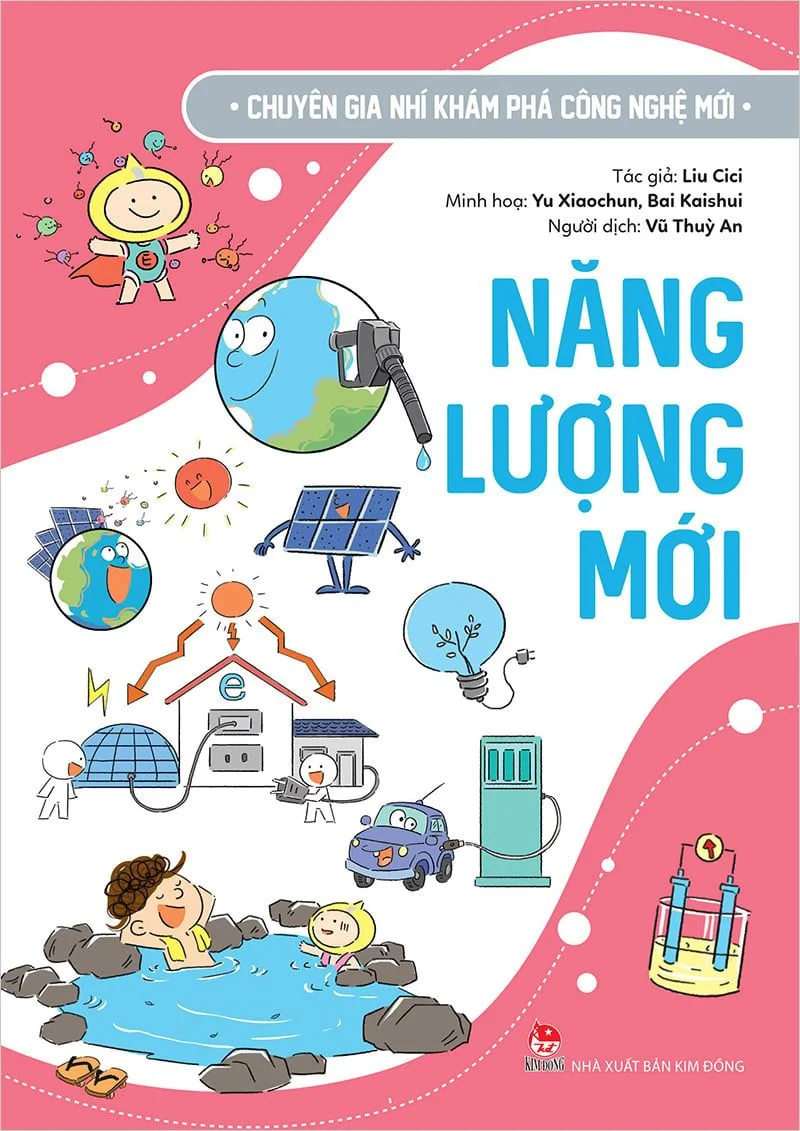 • CHUYÊN GIA NHÍ KHÁM PHÁ CÔNG NGHỆ MỚI •
Tác giả: Liu Cici
Minh hoạ: Yu Xiaochun, Bai Kaishui
Người dịch: Vũ Thuỳ An
NĂNG
LƯỢNG
MỚI
E
e
KIM ĐỒNG
NHÀ XUẤT BẢN KIM ĐỒNG